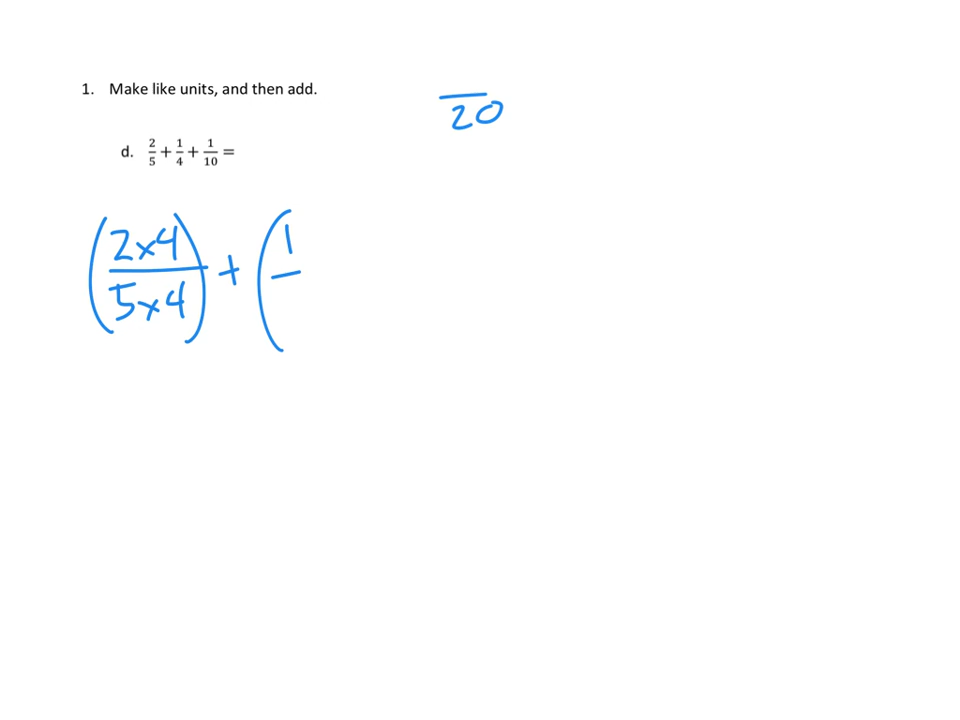 1. Make like units, and then add.
—/20
d. 2/5 + 1/4 + 1/10 =
(2x4/5x4) + (1/